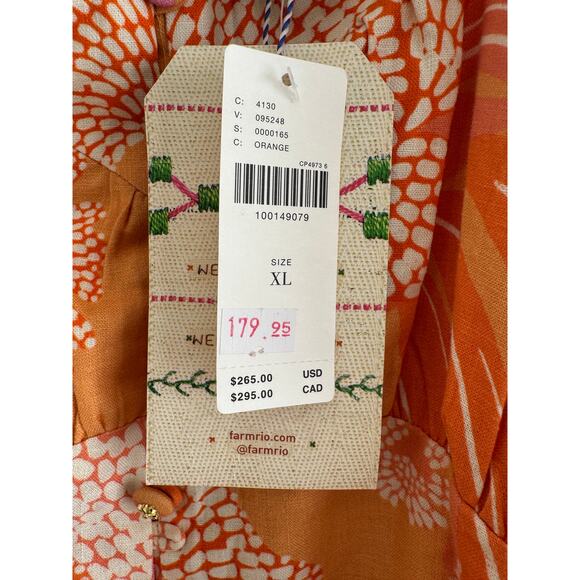 C: 4130
V: 095248
S: 0000165
C: ORANGE
CP4973 6
100149079
SIZE
XL
179.95
$265.00 USD
$295.00 CAD
farmrio.com
@farmrio